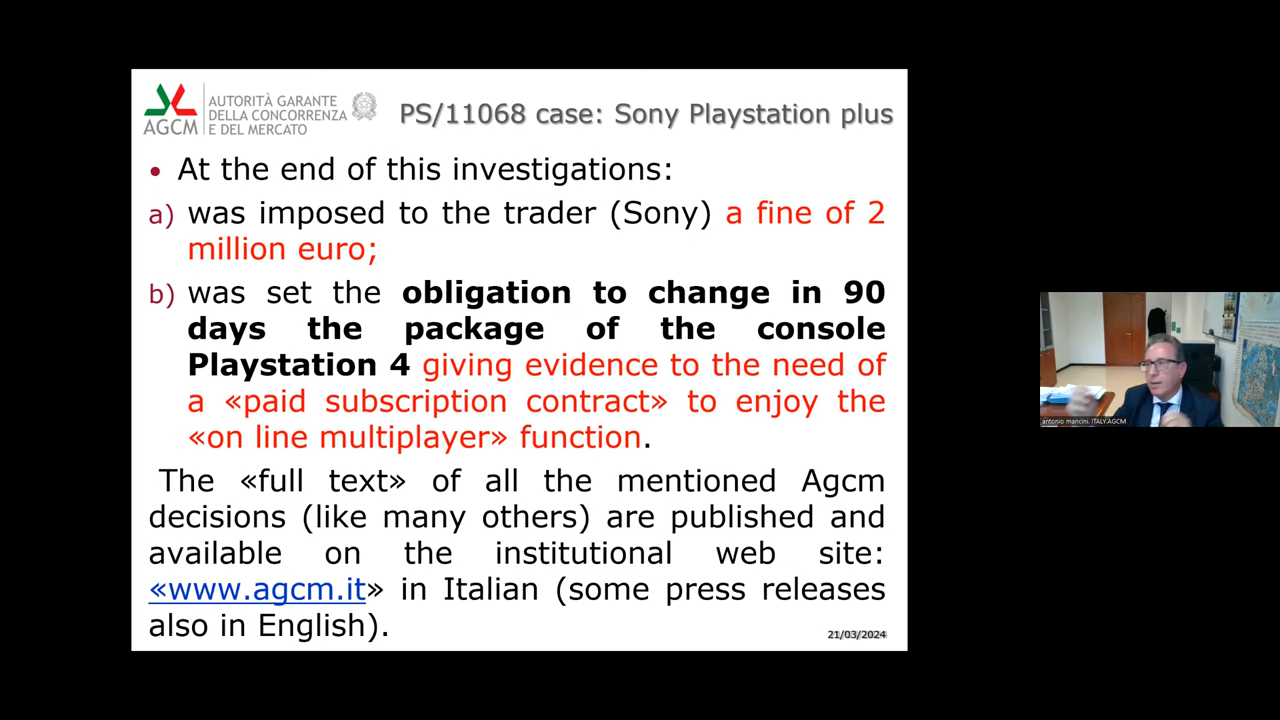 AGCM
AUTORITÀ GARANTE
DELLA CONCORRENZA
E DEL MERCATO
PS/11068 case: Sony Playstation plus
• At the end of this investigations:
a) was imposed to the trader (Sony) a fine of 2
million euro;
b) was set the obligation to change in 90
days the package of the console
Playstation 4 giving evidence to the need of
a «paid subscription contract» to enjoy the
«on line multiplayer» function.
The «full text» of all the mentioned Agcm
decisions (like many others) are published and
available on the institutional web site:
«www.agcm.it» in Italian (some press releases
also in English).
21/03/2024
antonio mancini. ITALY.AGCM